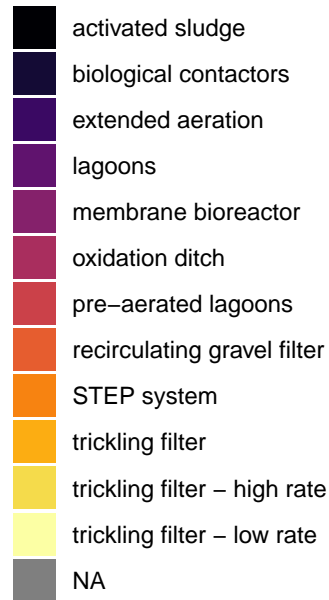 activated sludge
biological contactors
extended aeration
lagoons
membrane bioreactor
oxidation ditch
pre−aerated lagoons
recirculating gravel filter
STEP system
trickling filter
trickling filter − high rate
trickling filter − low rate
NA